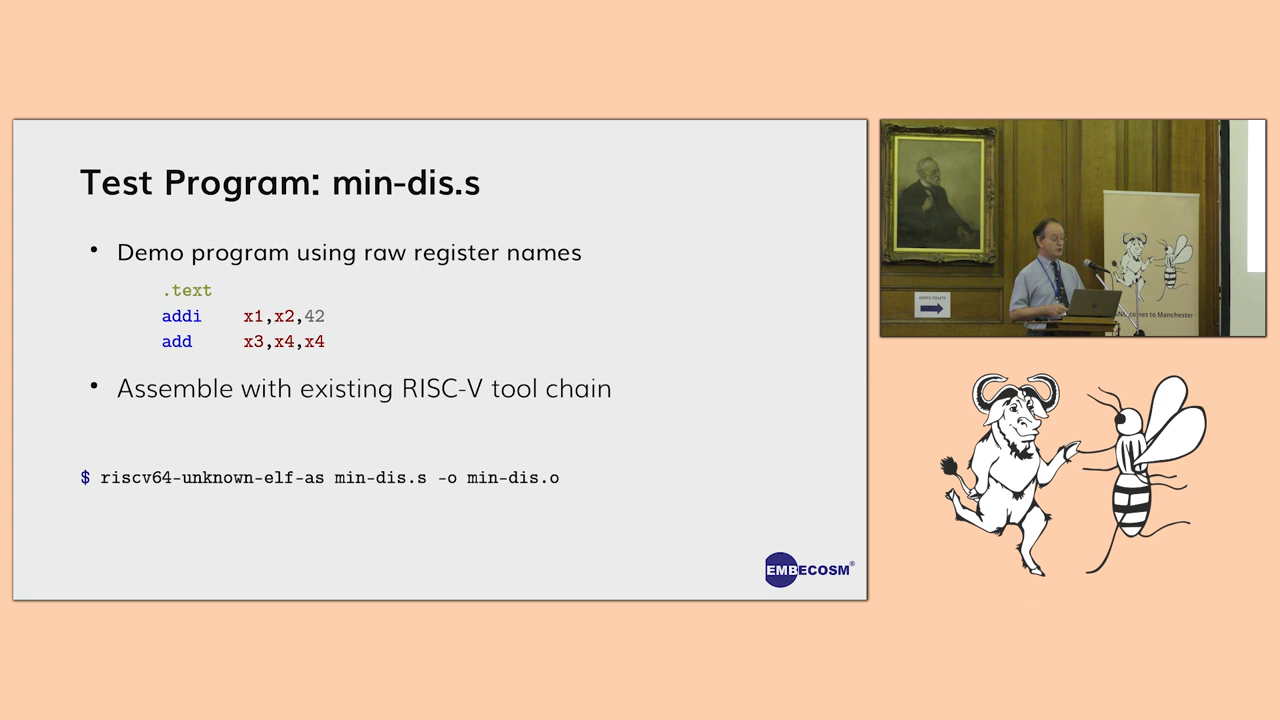 Test Program: min-dis.s
• Demo program using raw register names
.text
addi x1,x2,42
add x3,x4,x4
• Assemble with existing RISC-V tool chain
$ riscv64-unknown-elf-as min-dis.s -o min-dis.o
EMBECOSM®
comes to Manchester